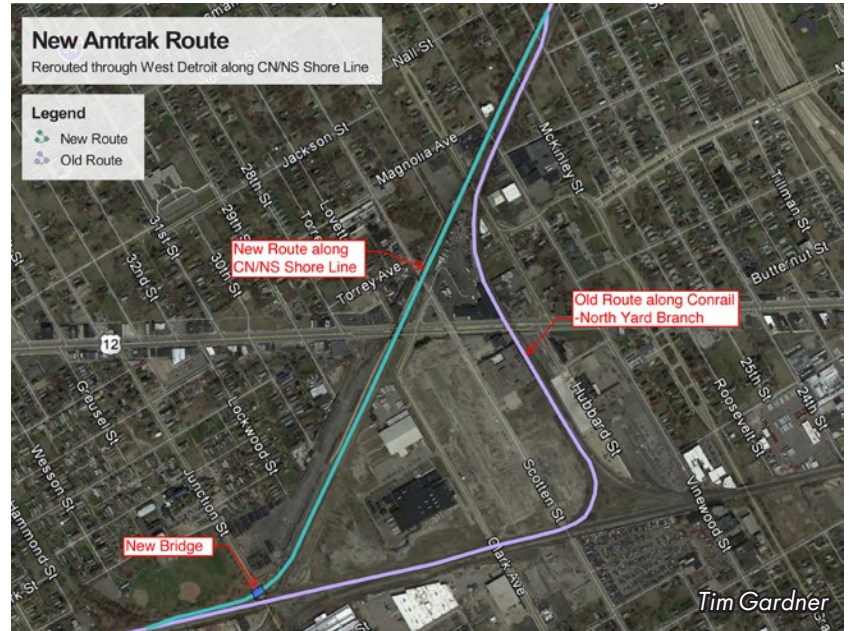 New Amtrak Route
Rerouted through West Detroit along CN/NS Shore Line
Legend
New Route
Old Route
Nall St
Jackson St
Magnolia Ave
McKinley St
28th St
Tillman St
31st St
29th St
32nd St
30th St
New Route along
CN/NS Shore Line
Torrey Ave
Butternut St
Old Route along Conrail
-North Yard Branch
12
25th St
24th St
Greusel St
Lockwood St
Hubbard St
Roosevelt St
Wesson St
Junction St
Scotten St
Vinewood St
Hammond St
New Bridge
Clark Ave
Tim Gardner